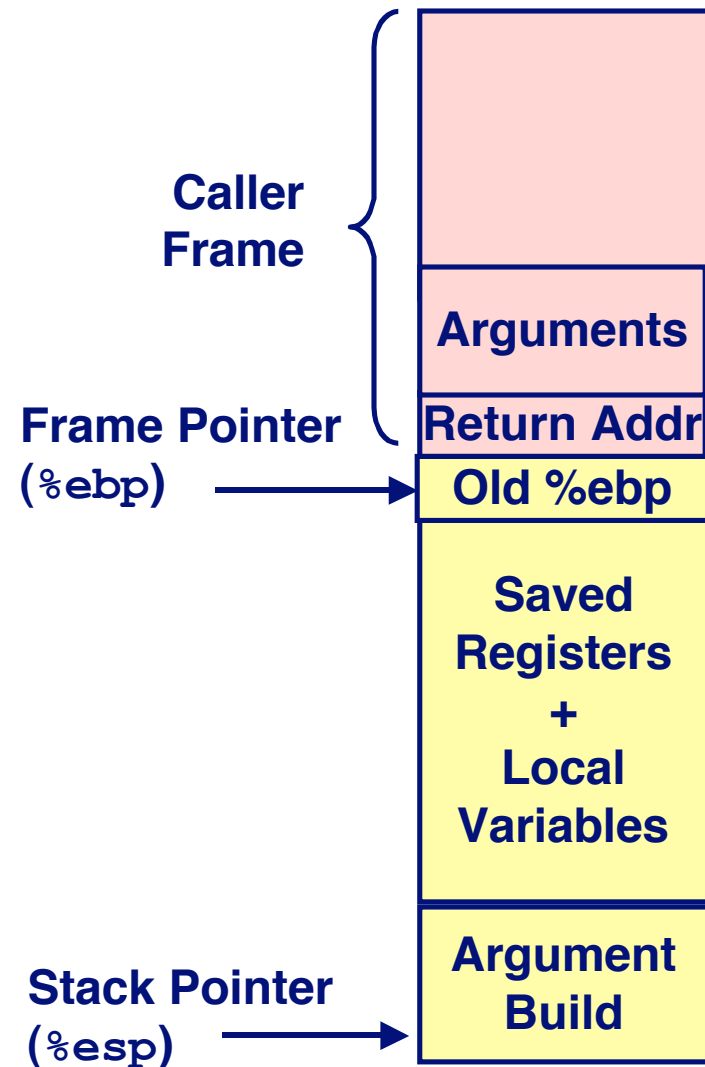 Caller
Frame
Arguments
Return Addr
Frame Pointer
(%ebp)
Old %ebp
Saved
Registers
+
Local
Variables
Argument
Build
Stack Pointer
(%esp)